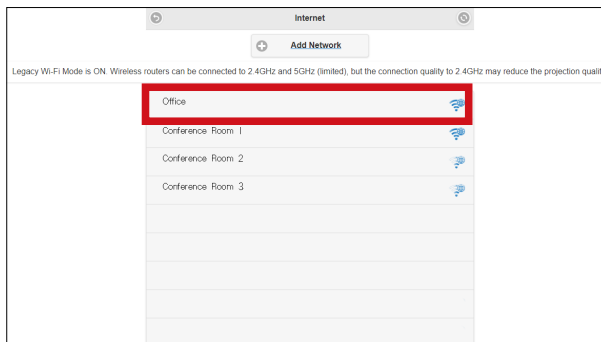 Internet
Add Network
Legacy Wi-Fi Mode is ON. Wireless routers can be connected to 2.4GHz and 5GHz (limited), but the connection quality to 2.4GHz may reduce the projection qualit
Office
Conference Room 1
Conference Room 2
Conference Room 3